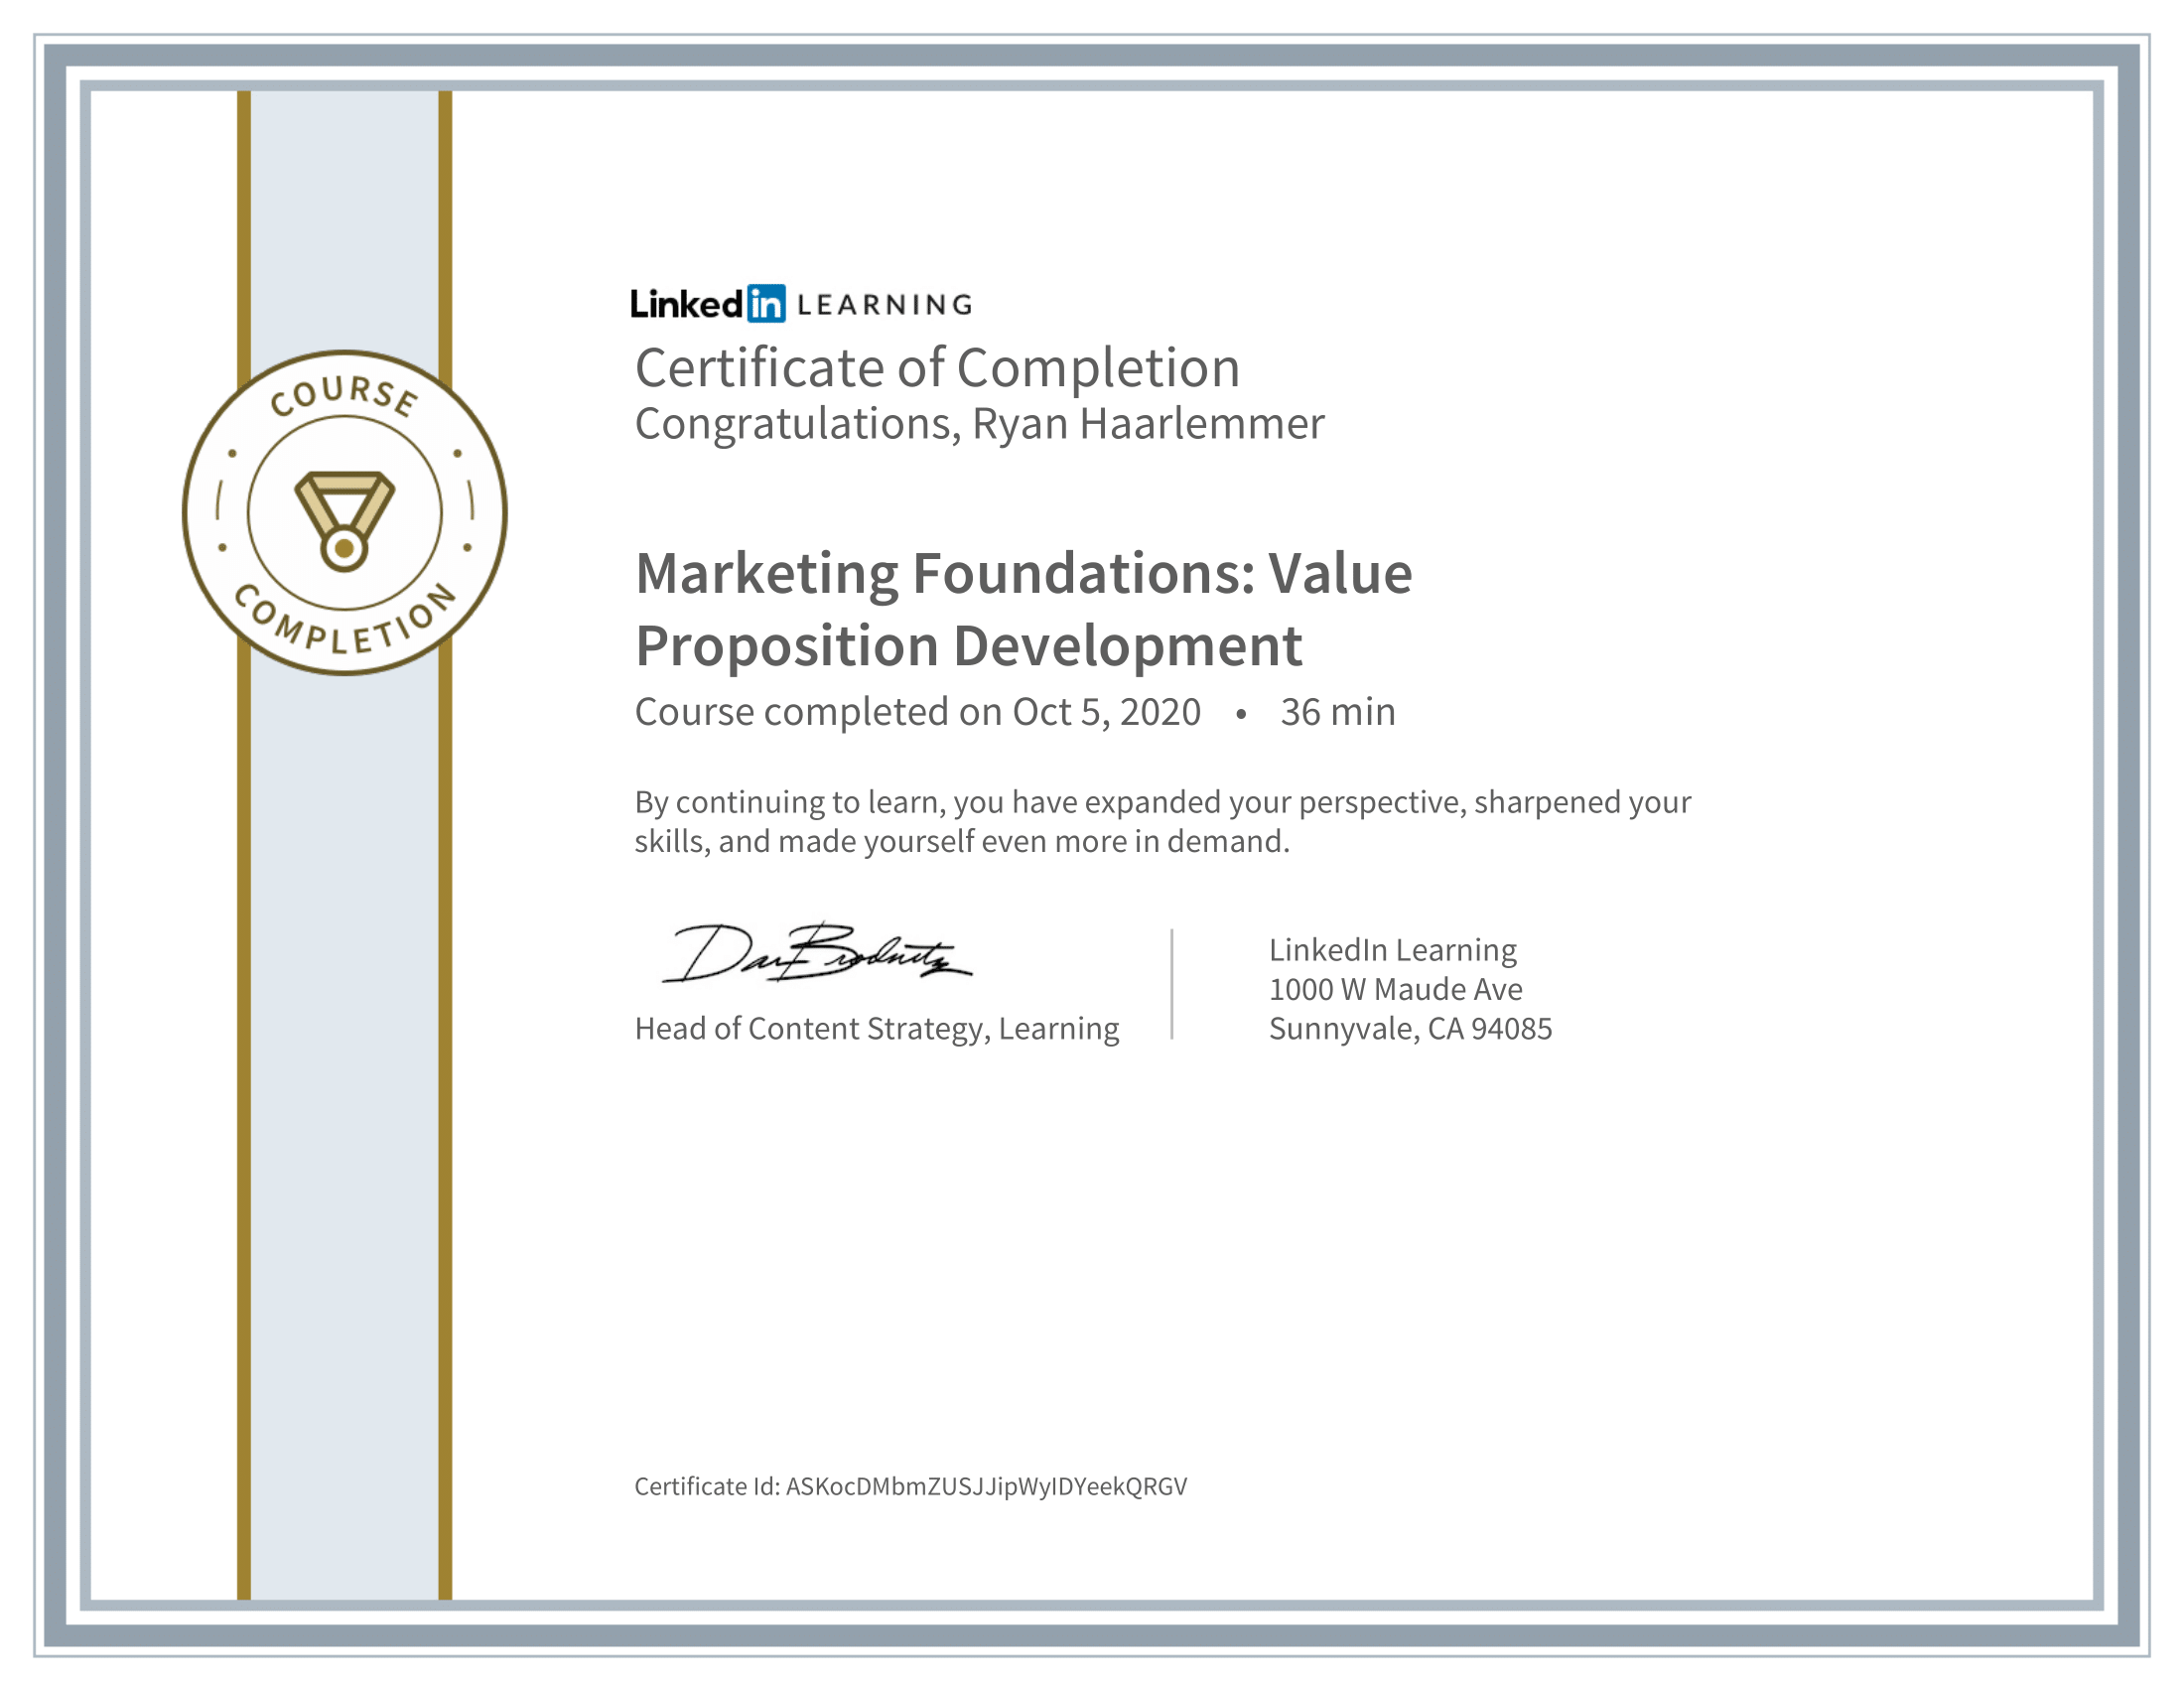 COURSE
COMPLETION
Linkedin LEARNING
Certificate of Completion
Congratulations, Ryan Haarlemmer
Marketing Foundations: Value
Proposition Development
Course completed on Oct 5, 2020 • 36 min
By continuing to learn, you have expanded your perspective, sharpened your
skills, and made yourself even more in demand.
Dan Brodnitz
Head of Content Strategy, Learning
LinkedIn Learning
1000 W Maude Ave
Sunnyvale, CA 94085
Certificate Id: ASKocDMbmZUSJJipWyIDYeekQRGV